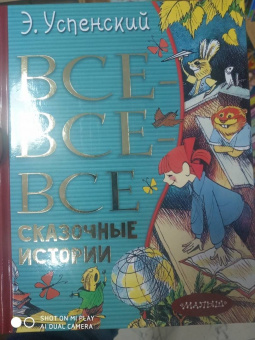 Э. Успенский
ВСЕ-
ВСЕ-
ВСЕ
СКАЗОЧНЫЕ
ИСТОРИИ
SHOT ON MI PLAY
AI DUAL CAMERA